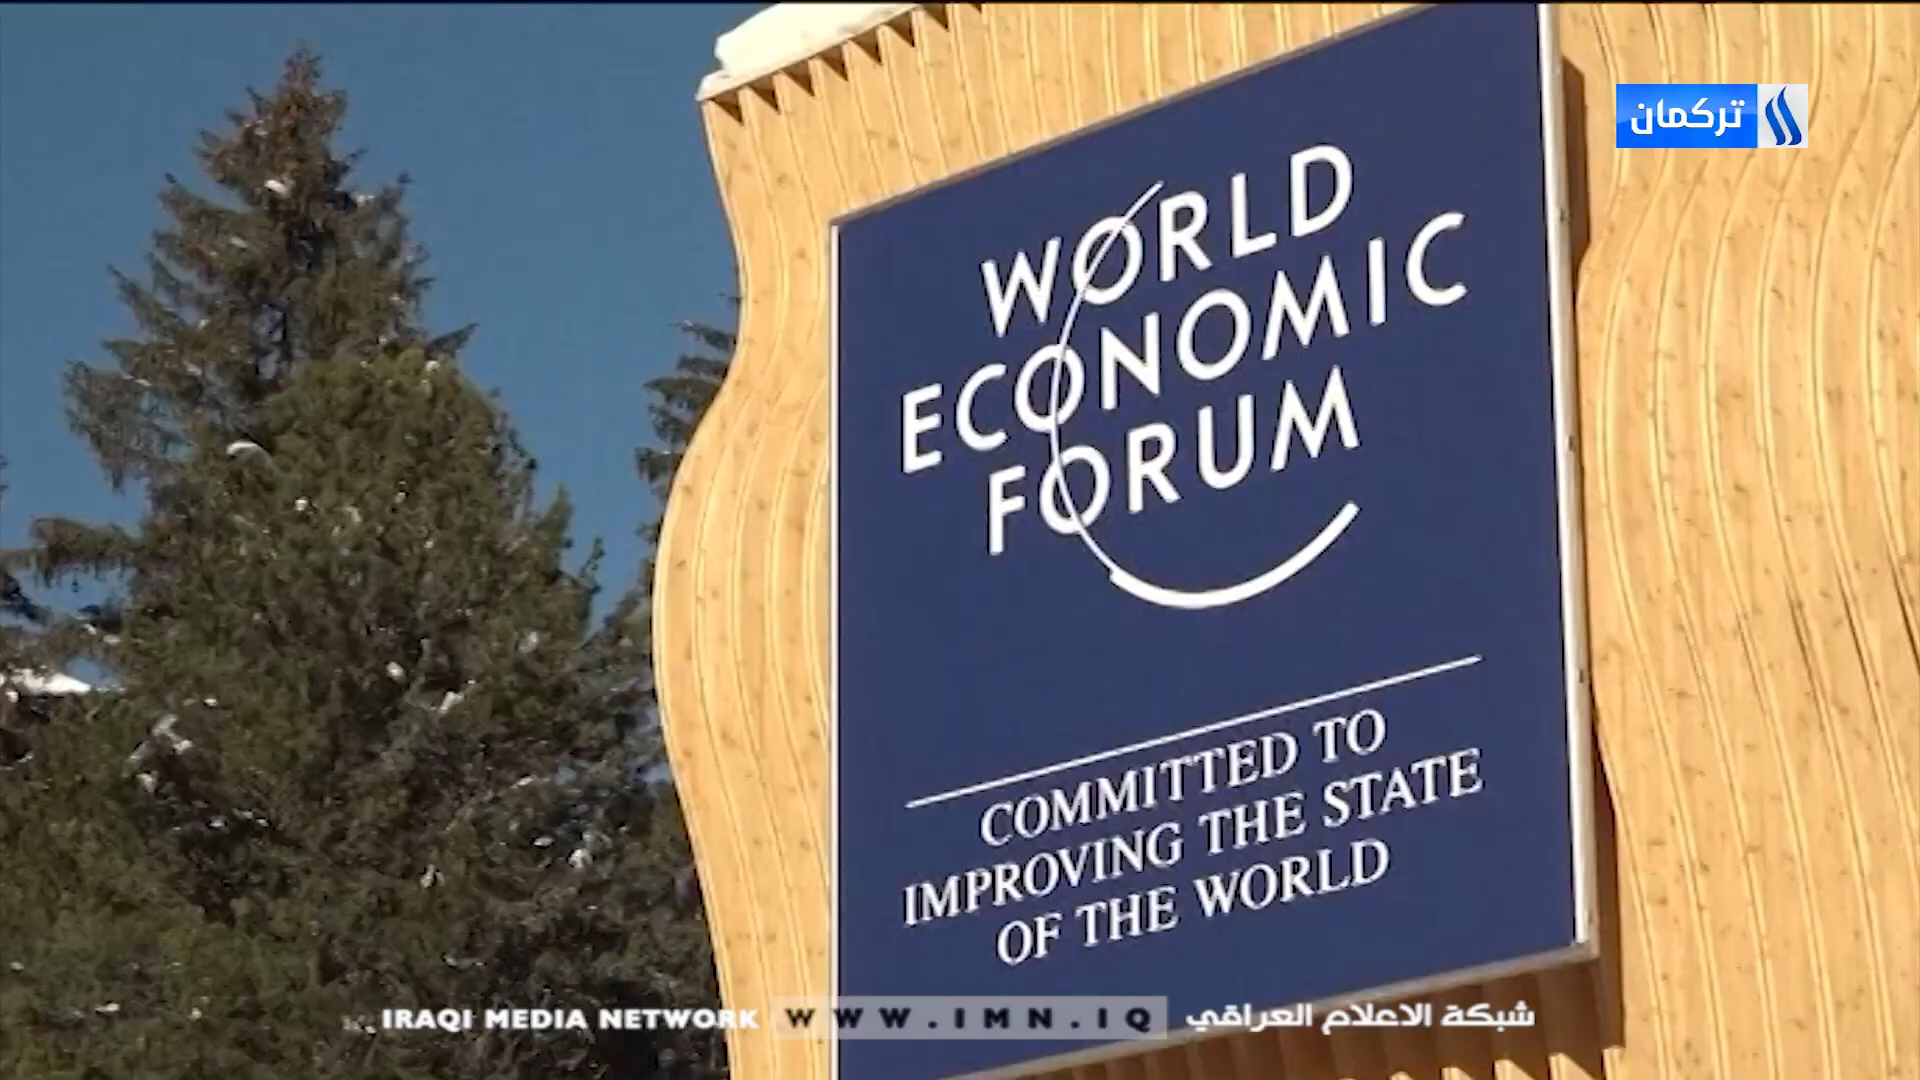 تركمان
WORLD
ECONOMIC
FORUM
COMMITTED TO
IMPROVING THE STATE
OF THE WORLD
IRAQI MEDIA NETWORK WWW.IMN.IQ شبكة الاعلام العراقي